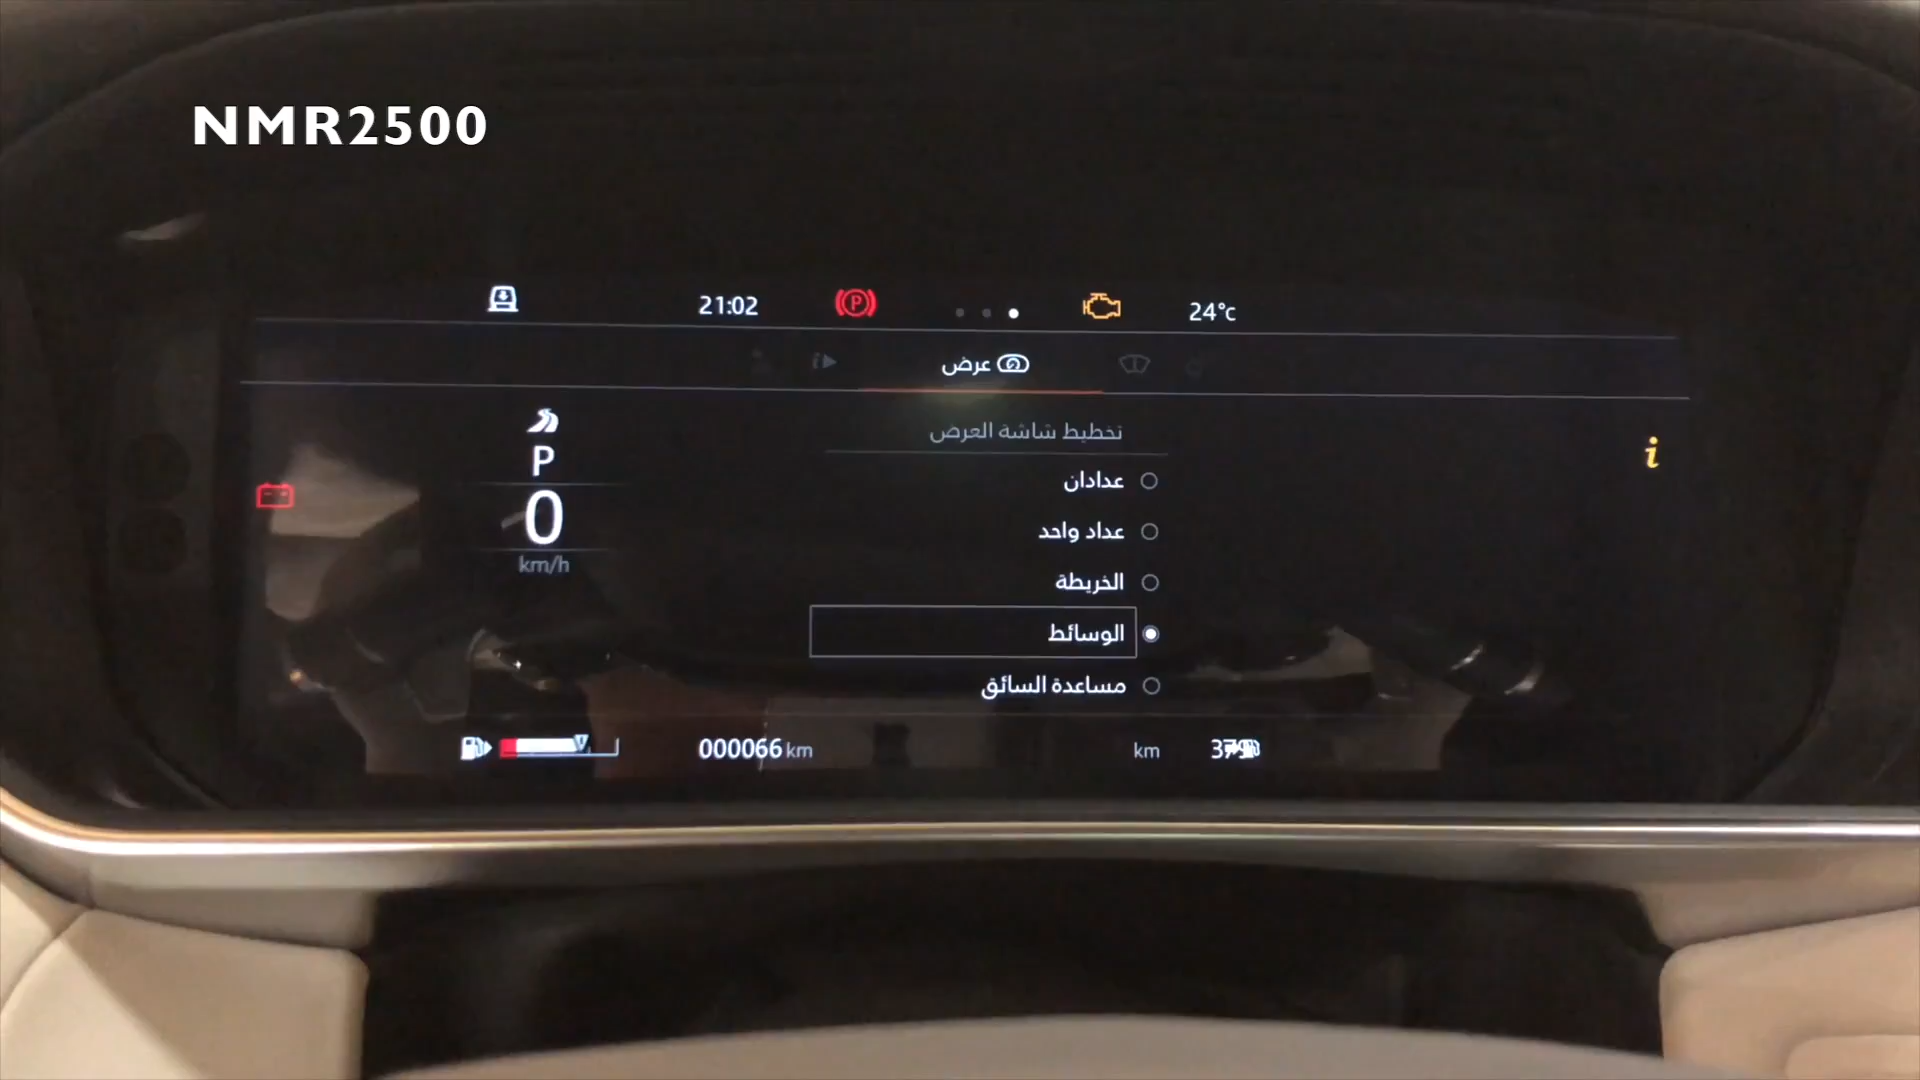 NMR2500
21:02
P
24°c
عرض
تخطيط شاشة العرض
P
0
km/h
عدادان
عداد واحد
الخريطة
الوسائط
مساعدة السائق
000066 km
km
i